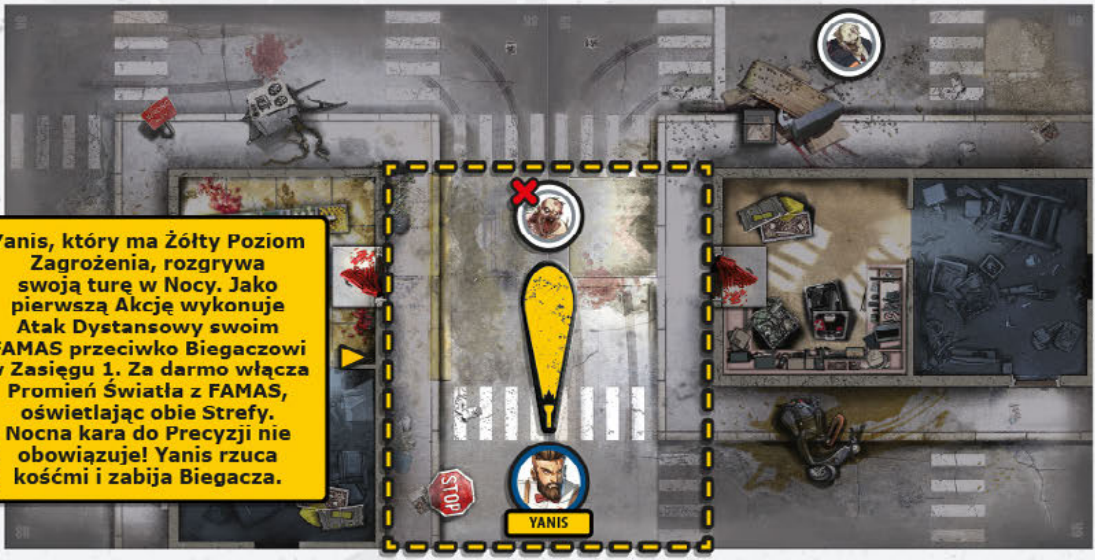 Yanis, który ma Żółty Poziom
Zagrożenia, rozgrywa
swoją turę w Nocy. Jako
pierwszą Akcję wykonuje
Atak Dystansowy swoim
FAMAS przeciwko Biegaczowi
w Zasięgu 1. Za darmo włącza
Promień Światła z FAMAS,
oświetlając obie Strefy.
Nocna kara do Precyzji nie
obowiązuje! Yanis rzuca
kośćmi i zabija Biegacza.
STOP
YANIS